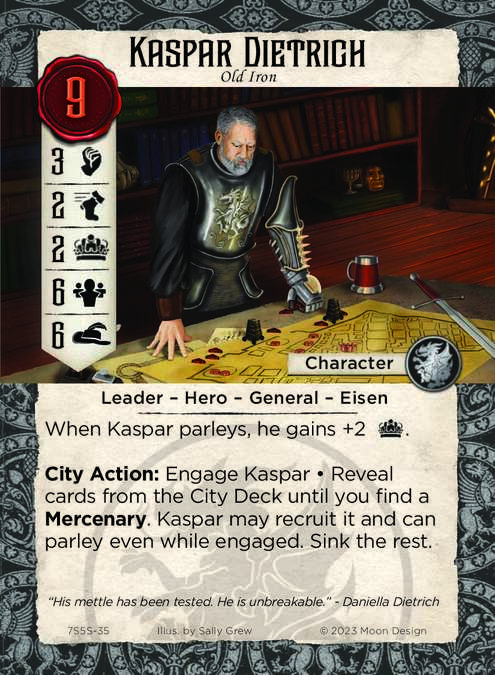 Kaspar Dietrich
Old Iron
9
3
2
2
6
6
Character
Leader – Hero – General – Eisen
When Kaspar parleys, he gains +2 .
City Action: Engage Kaspar • Reveal
cards from the City Deck until you find a
Mercenary. Kaspar may recruit it and can
parley even while engaged. Sink the rest.
“His mettle has been tested. He is unbreakable.” - Daniella Dietrich
7S5S-35 Illus. by Sally Grew © 2023 Moon Design